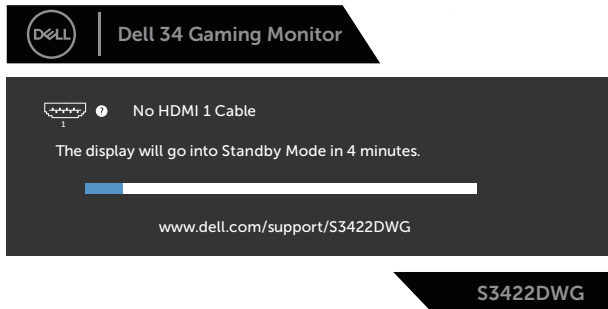 DELL
Dell 34 Gaming Monitor
? No HDMI 1 Cable
1
The display will go into Standby Mode in 4 minutes.
www.dell.com/support/S3422DWG
S3422DWG